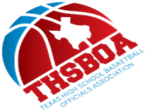 THSBOA
TEXAS HIGH SCHOOL BASKETBALL
OFFICIALS ASSOCIATION